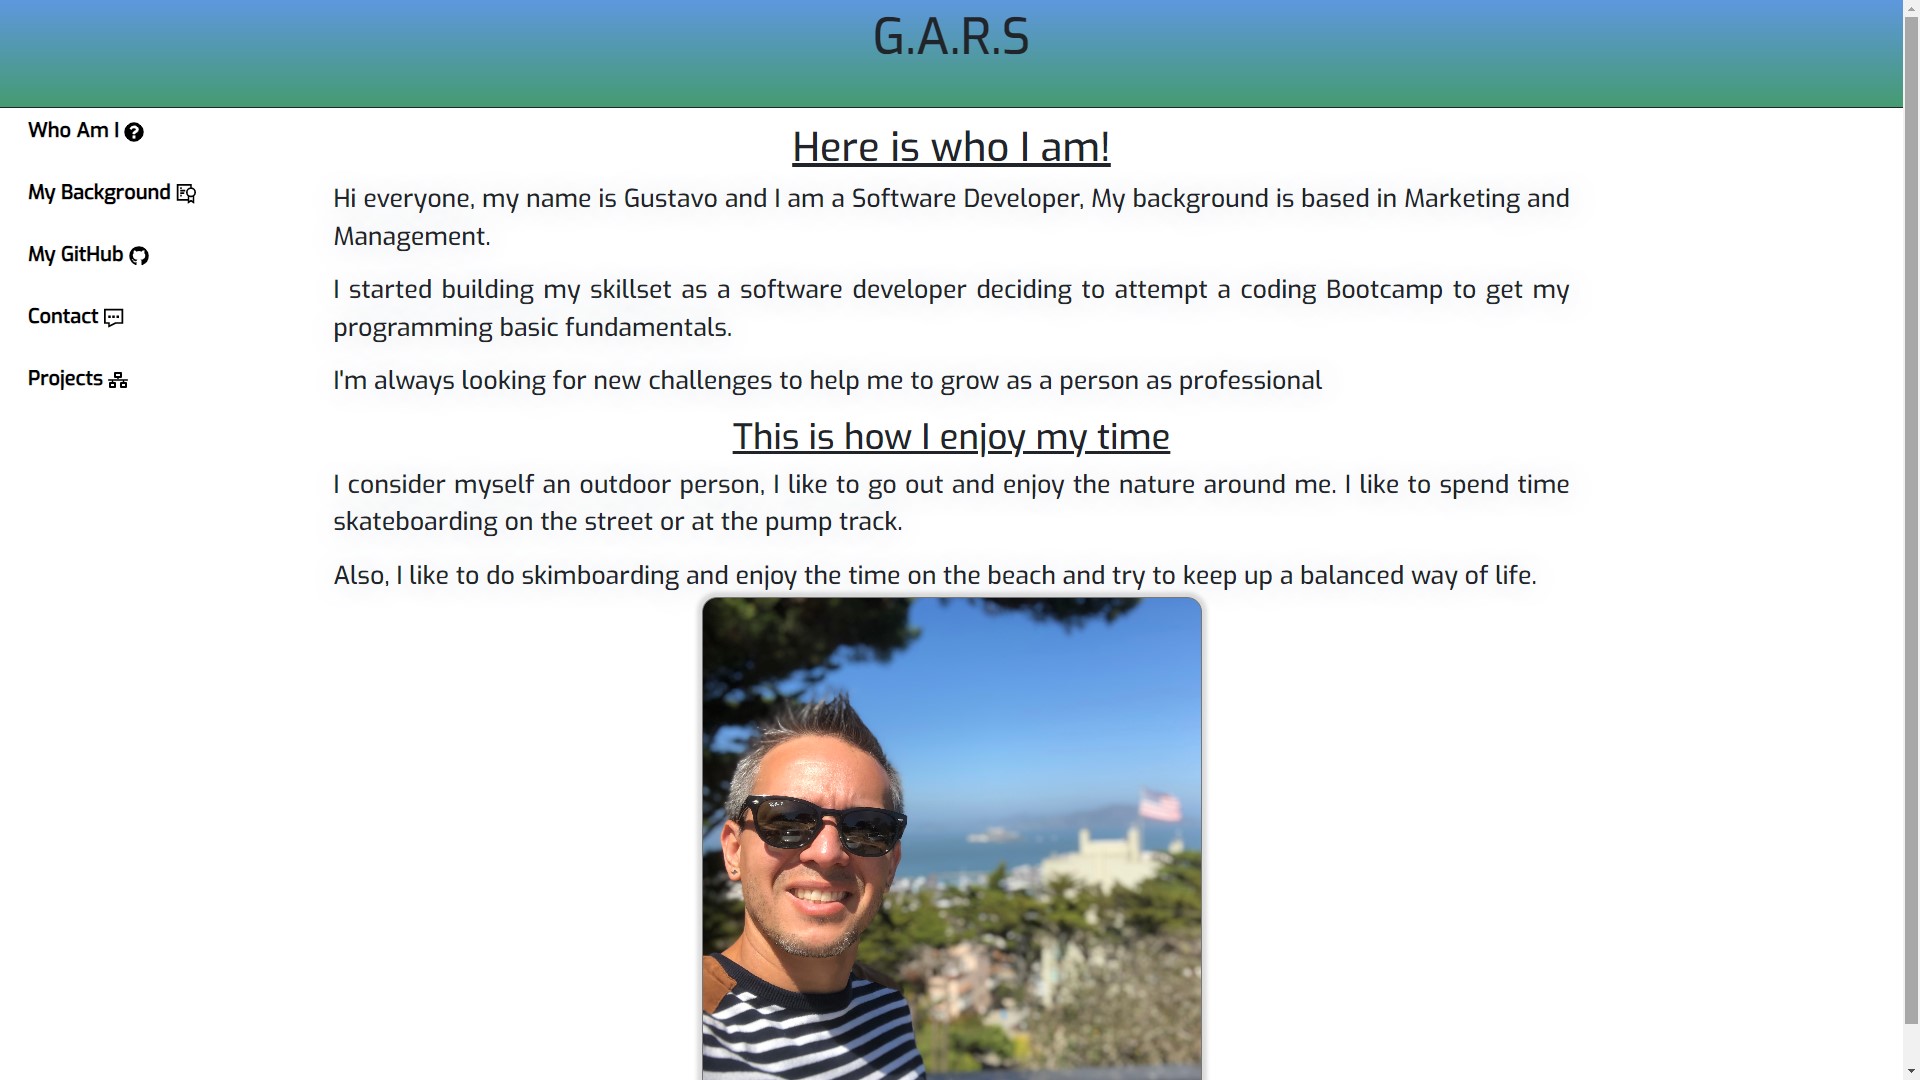 G.A.R.S
Who Am I
My Background
My GitHub
Contact
Projects
Here is who I am!
Hi everyone, my name is Gustavo and I am a Software Developer, My background is based in Marketing and
Management.
I started building my skillset as a software developer deciding to attempt a coding Bootcamp to get my
programming basic fundamentals.
I'm always looking for new challenges to help me to grow as a person as professional
This is how I enjoy my time
I consider myself an outdoor person, I like to go out and enjoy the nature around me. I like to spend time
skateboarding on the street or at the pump track.
Also, I like to do skimboarding and enjoy the time on the beach and try to keep up a balanced way of life.